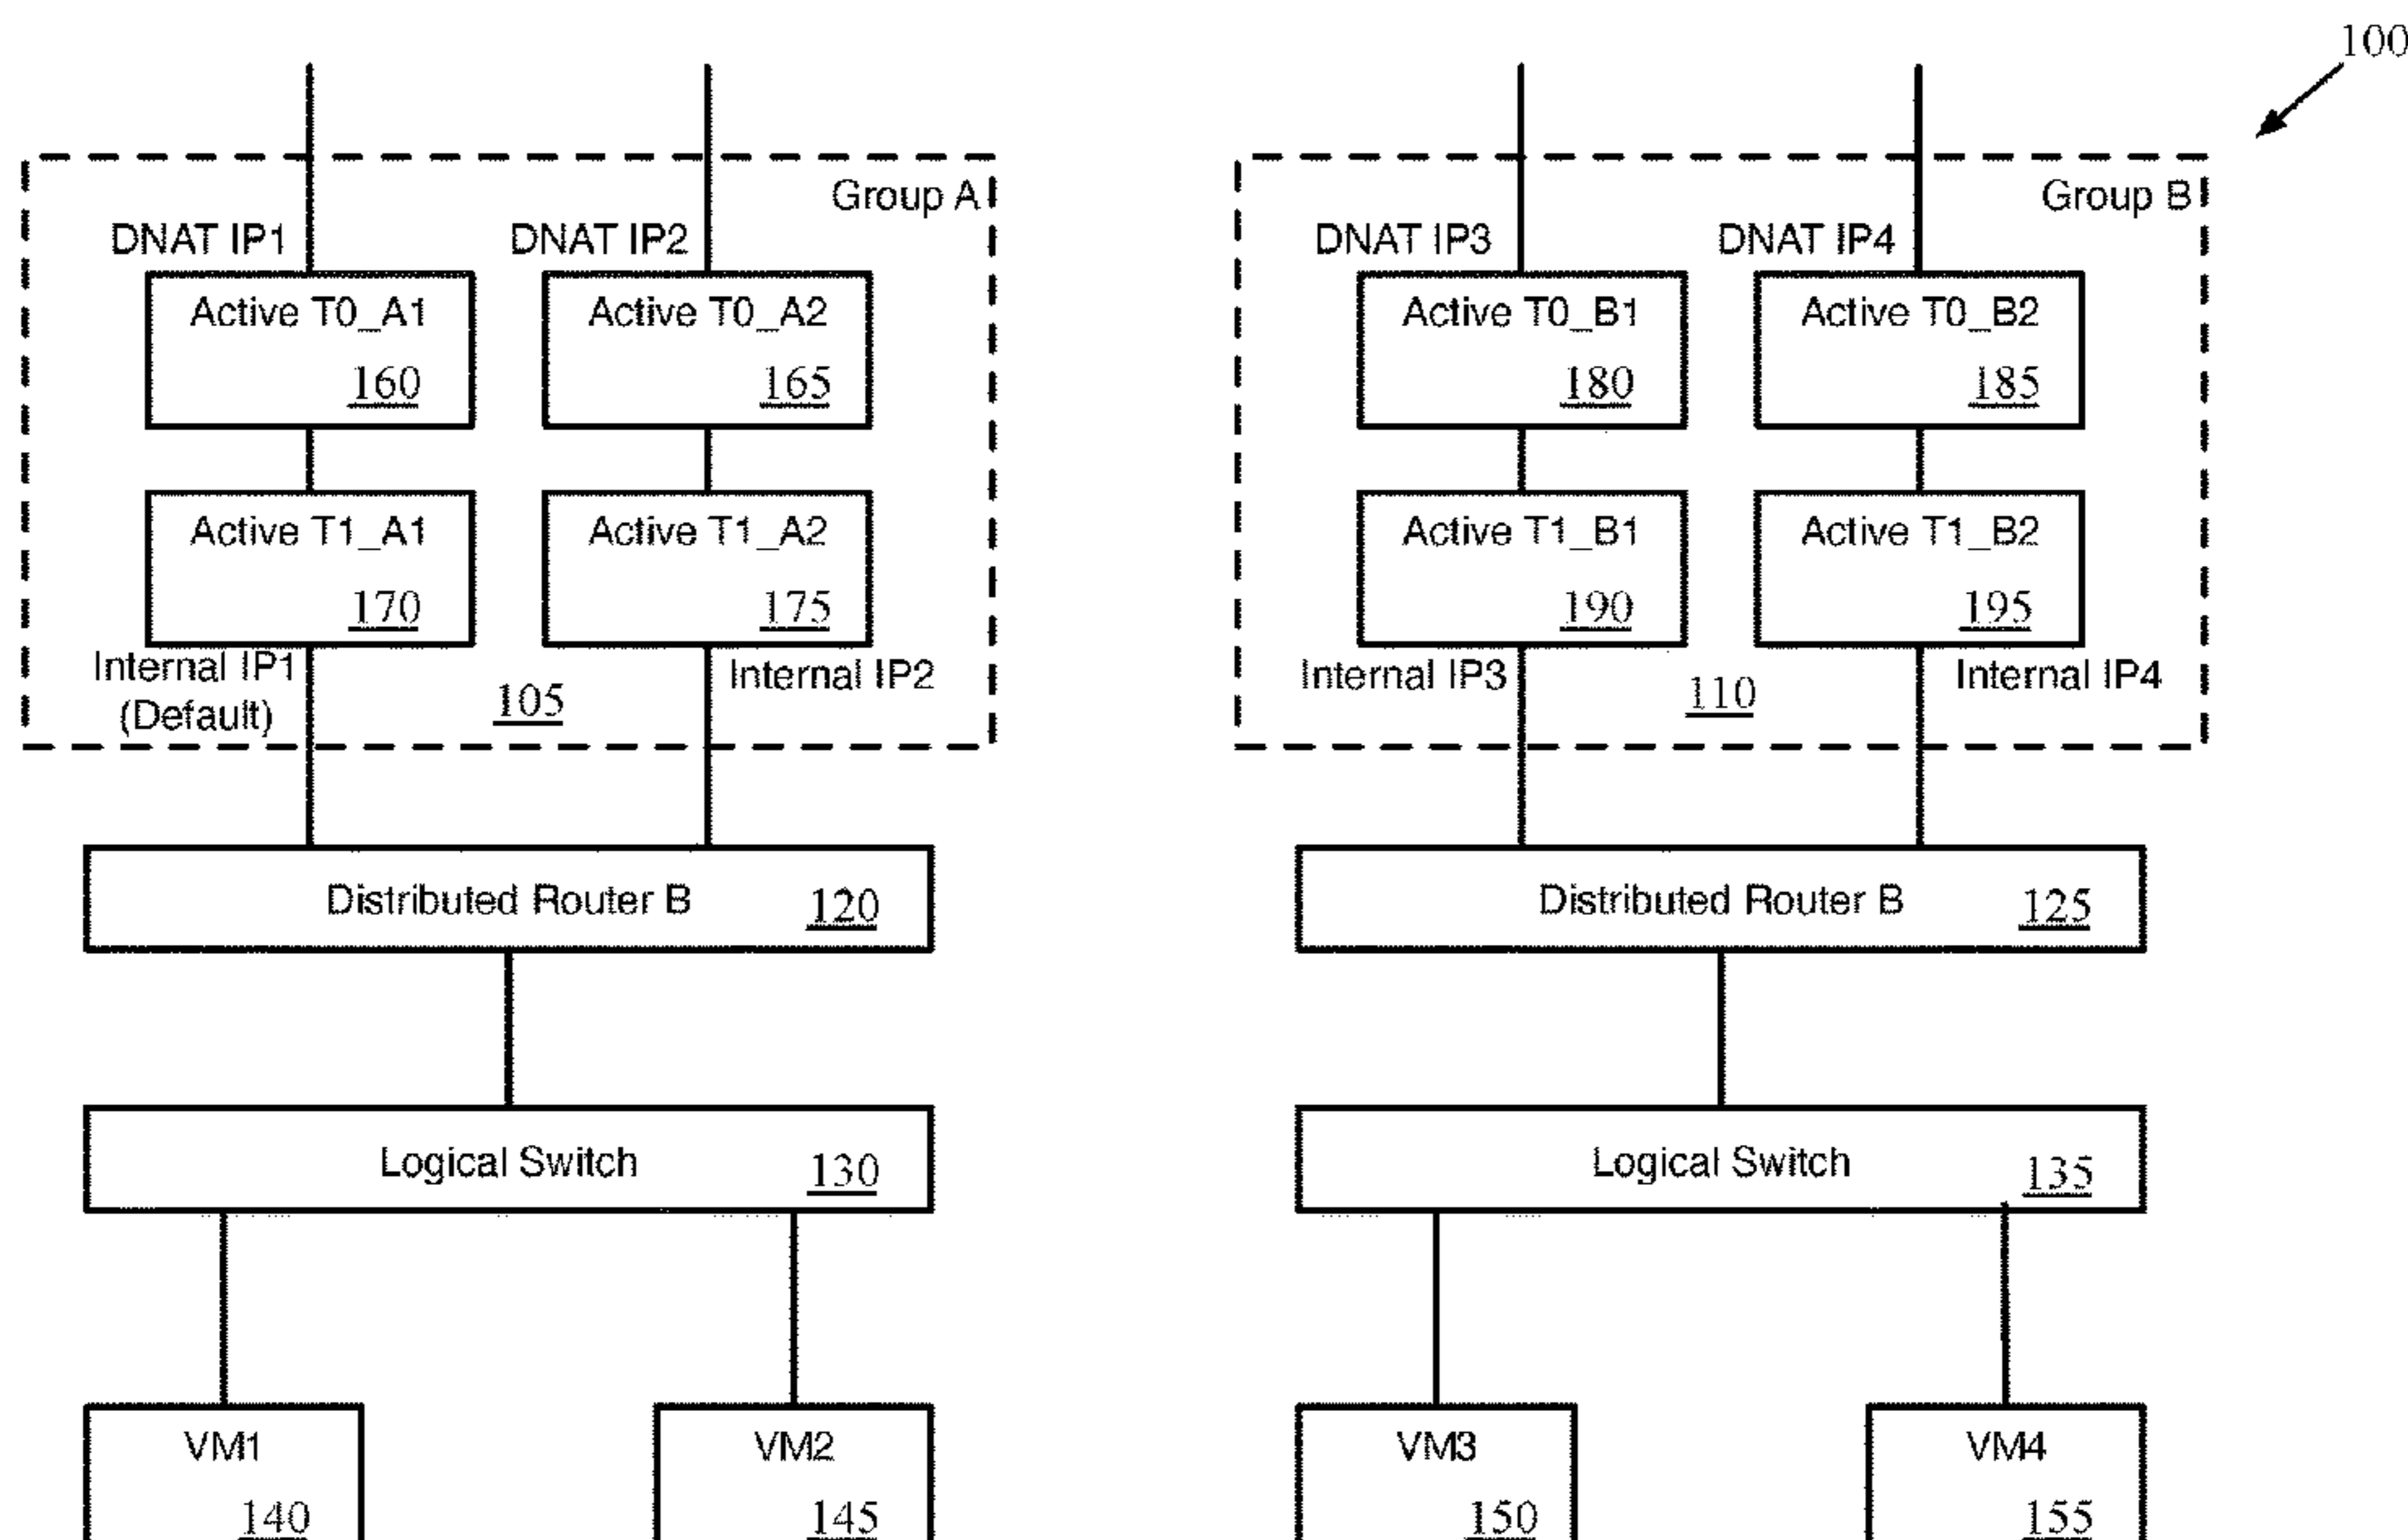 100
Group A
DNAT IP1
DNAT IP2
Active T0_A1
160
Active T0_A2
165
Active T1_A1
170
Active T1_A2
175
Internal IP1
(Default)
105
Internal IP2
Group B
DNAT IP3
DNAT IP4
Active T0_B1
180
Active T0_B2
185
Active T1_B1
190
Active T1_B2
195
Internal IP3
110
Internal IP4
Distributed Router B
120
Distributed Router B
125
Logical Switch
130
Logical Switch
135
VM1
140
VM2
145
VM3
150
VM4
155